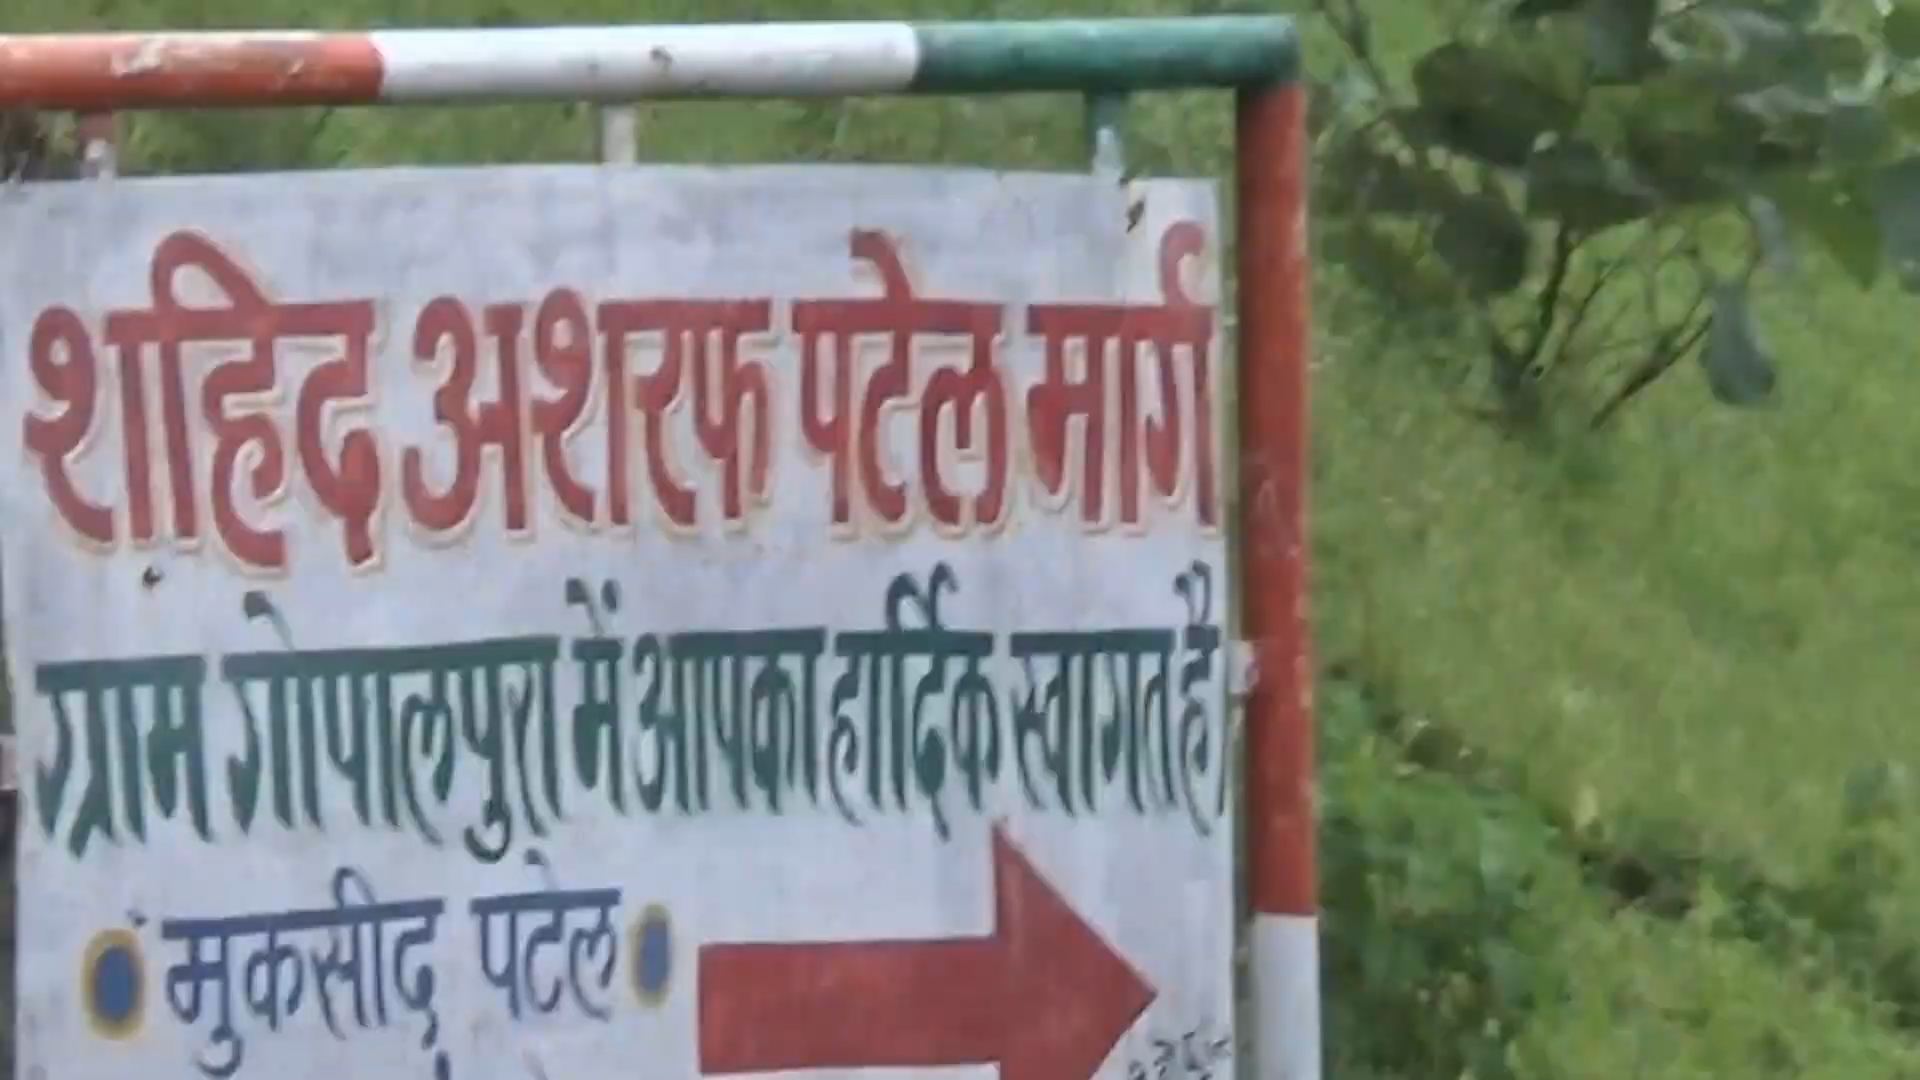 शहिद अशरफ पटेल मार्ग
ग्राम गोपालपुरा में आपका हार्दिक स्वागत है।
मुकसीद पटेल